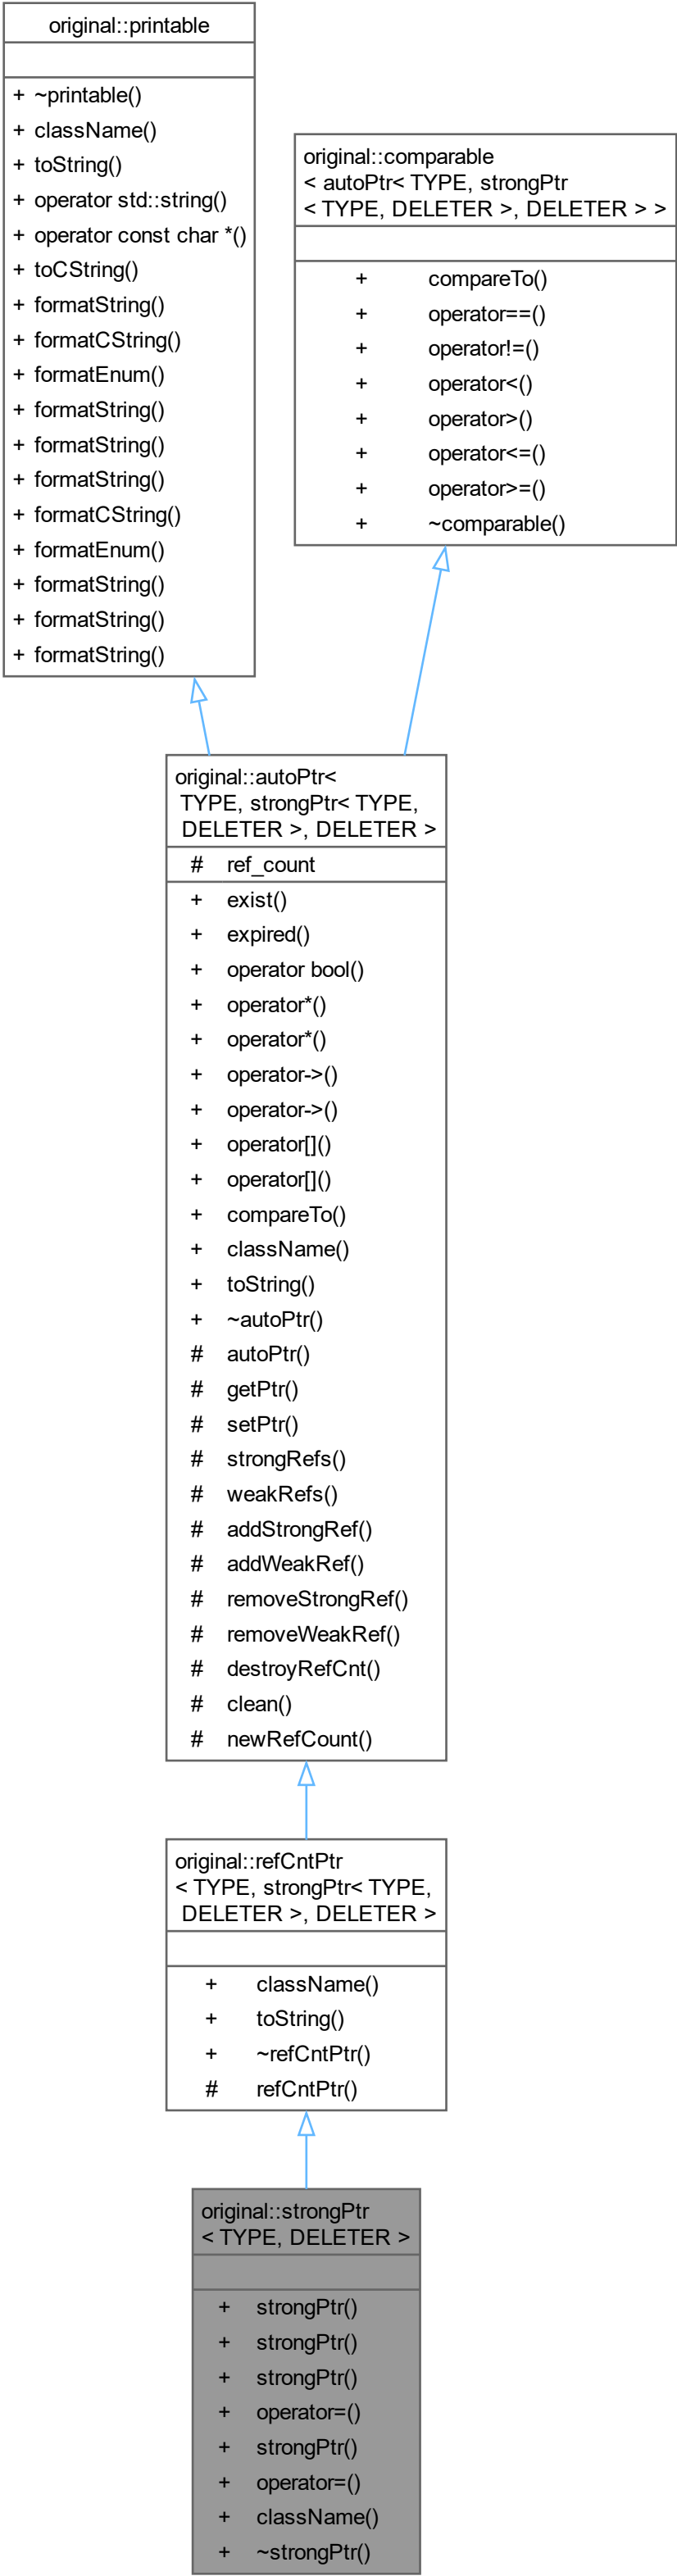 original::printable
+ ~printable()
+ className()
+ toString()
+ operator std::string()
+ operator const char *()
+ toCString()
+ formatString()
+ formatCString()
+ formatEnum()
+ formatString()
+ formatString()
+ formatString()
+ formatCString()
+ formatEnum()
+ formatString()
+ formatString()
+ formatString()
original::comparable
< autoPtr< TYPE, strongPtr
< TYPE, DELETER >, DELETER > >
+ compareTo()
+ operator==()
+ operator!=()
+ operator<()
+ operator>()
+ operator<=()
+ operator>=()
+ ~comparable()
original::autoPtr<
TYPE, strongPtr< TYPE,
DELETER >, DELETER >
# ref_count
+ exist()
+ expired()
+ operator bool()
+ operator*()
+ operator*()
+ operator->()
+ operator->()
+ operator[]()
+ operator[]()
+ compareTo()
+ className()
+ toString()
+ ~autoPtr()
# autoPtr()
# getPtr()
# setPtr()
# strongRefs()
# weakRefs()
# addStrongRef()
# addWeakRef()
# removeStrongRef()
# removeWeakRef()
# destroyRefCnt()
# clean()
# newRefCount()
original::refCntPtr
< TYPE, strongPtr< TYPE,
DELETER >, DELETER >
+ className()
+ toString()
+ ~refCntPtr()
# refCntPtr()
original::strongPtr
< TYPE, DELETER >
+ strongPtr()
+ strongPtr()
+ strongPtr()
+ operator=()
+ strongPtr()
+ operator=()
+ className()
+ ~strongPtr()